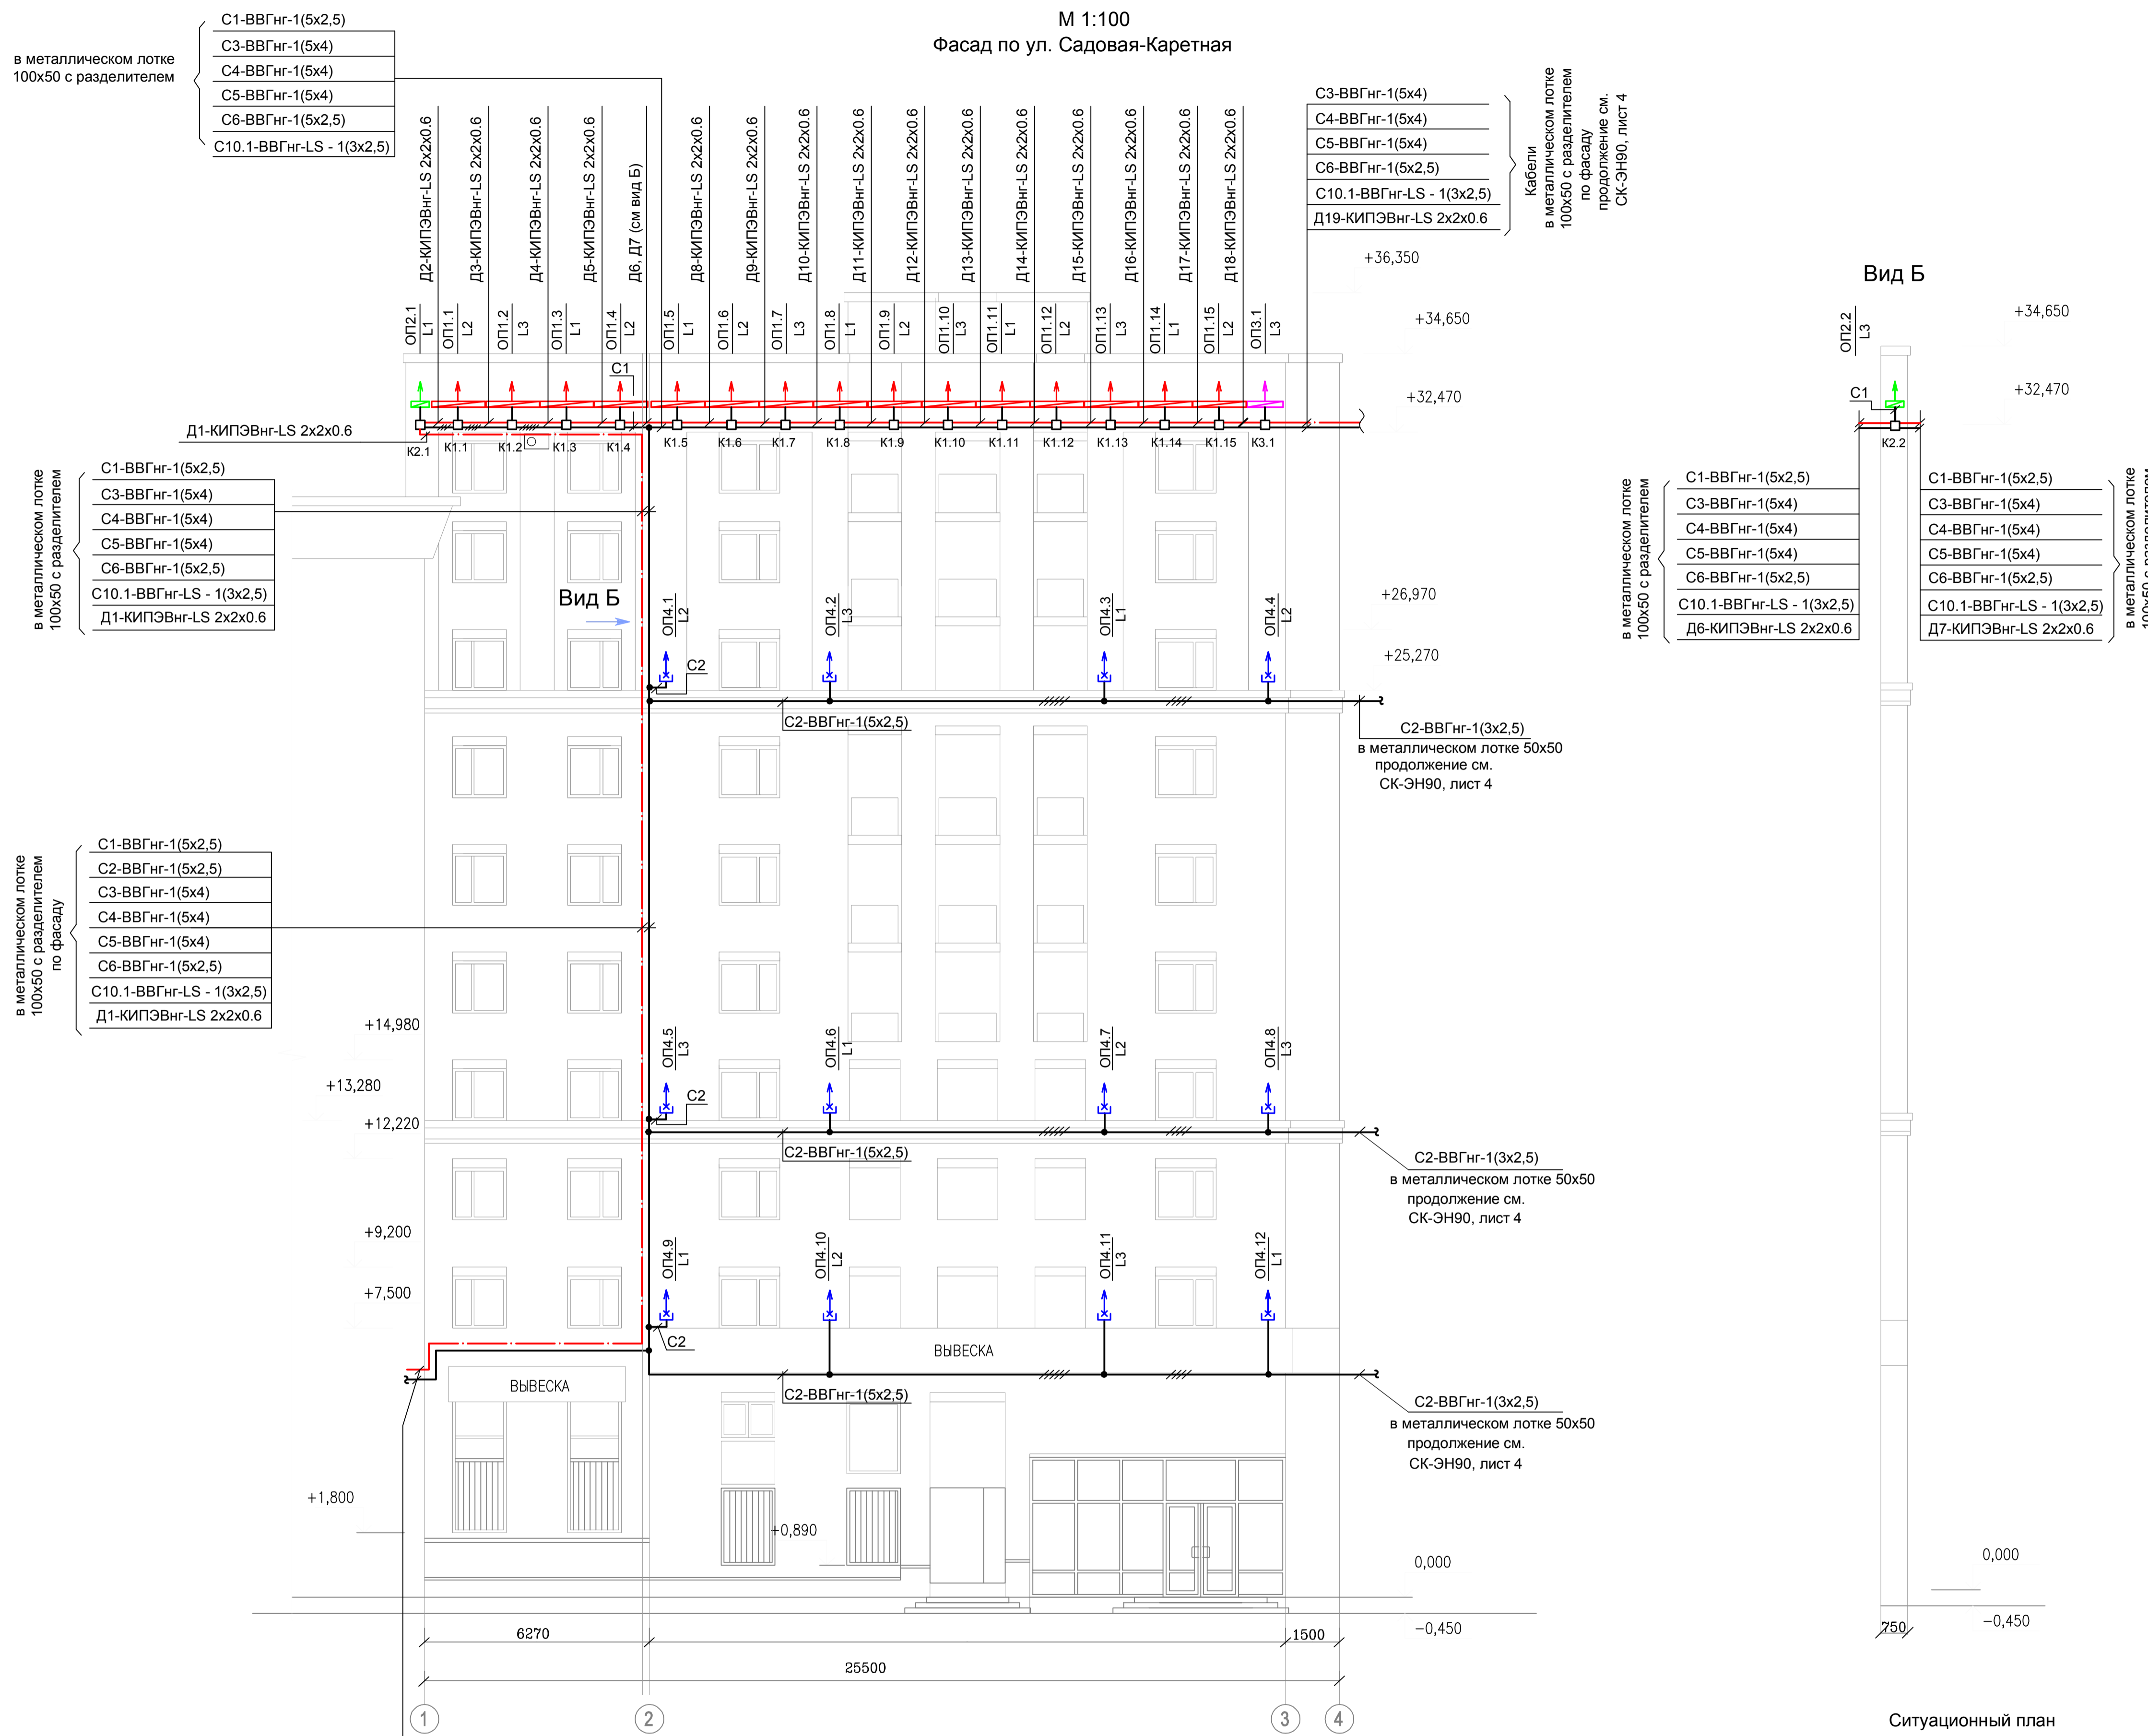 М 1:100
Фасад по ул. Садовая-Каретная
в металлическом лотке
100х50 с разделителем
С1-ВВГнг-1(5х2,5)
С3-ВВГнг-1(5х4)
С4-ВВГнг-1(5х4)
С5-ВВГнг-1(5х4)
С6-ВВГнг-1(5х2,5)
С10.1-ВВГнг-LS - 1(3х2,5)
Д2-КИПЭВнг-LS 2х2х0.6
Д3-КИПЭВнг-LS 2х2х0.6
Д4-КИПЭВнг-LS 2х2х0.6
Д5-КИПЭВнг-LS 2х2х0.6
Д6, Д7 (см вид Б)
Д8-КИПЭВнг-LS 2х2х0.6
Д9-КИПЭВнг-LS 2х2х0.6
Д10-КИПЭВнг-LS 2х2х0.6
Д11-КИПЭВнг-LS 2х2х0.6
Д12-КИПЭВнг-LS 2х2х0.6
Д13-КИПЭВнг-LS 2х2х0.6
Д14-КИПЭВнг-LS 2х2х0.6
Д15-КИПЭВнг-LS 2х2х0.6
Д16-КИПЭВнг-LS 2х2х0.6
Д17-КИПЭВнг-LS 2х2х0.6
Д18-КИПЭВнг-LS 2х2х0.6
С3-ВВГнг-1(5х4)
С4-ВВГнг-1(5х4)
С5-ВВГнг-1(5х4)
С6-ВВГнг-1(5х2,5)
С10.1-ВВГнг-LS - 1(3х2,5)
Д19-КИПЭВнг-LS 2х2х0.6
Кабели
в металлическом лотке
100х50 с разделителем
по фасаду
продолжение см.
СК-ЭН90, лист 4
+36,350
+34,650
+32,470
ОП2.1
L1
ОП1.1
L2
ОП1.2
L3
ОП1.3
L1
ОП1.4
L2
ОП1.5
L1
ОП1.6
L2
ОП1.7
L3
ОП1.8
L1
ОП1.9
L2
ОП1.10
L3
ОП1.11
L1
ОП1.12
L2
ОП1.13
L3
ОП1.14
L1
ОП1.15
L2
ОП3.1
L3
С1
К2.1
К1.1
К1.2
К1.3
К1.4
К1.5
К1.6
К1.7
К1.8
К1.9
К1.10
К1.11
К1.12
К1.13
К1.14
К1.15
К3.1
Д1-КИПЭВнг-LS 2х2х0.6
в металлическом лотке
100х50 с разделителем
С1-ВВГнг-1(5х2,5)
С3-ВВГнг-1(5х4)
С4-ВВГнг-1(5х4)
С5-ВВГнг-1(5х4)
С6-ВВГнг-1(5х2,5)
С10.1-ВВГнг-LS - 1(3х2,5)
Д1-КИПЭВнг-LS 2х2х0.6
Вид Б
ОП4.1
L2
ОП4.2
L3
ОП4.3
L1
ОП4.4
L2
+26,970
+25,270
С2
С2-ВВГнг-1(5х2,5)
С2-ВВГнг-1(3х2,5)
в металлическом лотке 50х50
продолжение см.
СК-ЭН90, лист 4
в металлическом лотке
100х50 с разделителем
по фасаду
С1-ВВГнг-1(5х2,5)
С2-ВВГнг-1(5х2,5)
С3-ВВГнг-1(5х4)
С4-ВВГнг-1(5х4)
С5-ВВГнг-1(5х4)
С6-ВВГнг-1(5х2,5)
С10.1-ВВГнг-LS - 1(3х2,5)
Д1-КИПЭВнг-LS 2х2х0.6
+14,980
+13,280
+12,220
ОП4.5
L3
ОП4.6
L1
ОП4.7
L2
ОП4.8
L3
С2
С2-ВВГнг-1(5х2,5)
С2-ВВГнг-1(3х2,5)
в металлическом лотке 50х50
продолжение см.
СК-ЭН90, лист 4
+9,200
+7,500
ОП4.9
L1
ОП4.10
L2
ОП4.11
L3
ОП4.12
L1
С2
ВЫВЕСКА
ВЫВЕСКА
С2-ВВГнг-1(5х2,5)
С2-ВВГнг-1(3х2,5)
в металлическом лотке 50х50
продолжение см.
СК-ЭН90, лист 4
+1,800
+0,890
0,000
−0,450
6270
1500
25500
1
2
3
4
Вид Б
ОП2.2
L3
+34,650
+32,470
С1
К2.2
в металлическом лотке
100х50 с разделителем
С1-ВВГнг-1(5х2,5)
С3-ВВГнг-1(5х4)
С4-ВВГнг-1(5х4)
С5-ВВГнг-1(5х4)
С6-ВВГнг-1(5х2,5)
С10.1-ВВГнг-LS - 1(3х2,5)
Д6-КИПЭВнг-LS 2х2х0.6
С1-ВВГнг-1(5х2,5)
С3-ВВГнг-1(5х4)
С4-ВВГнг-1(5х4)
С5-ВВГнг-1(5х4)
С6-ВВГнг-1(5х2,5)
С10.1-ВВГнг-LS - 1(3х2,5)
Д7-КИПЭВнг-LS 2х2х0.6
в металлическом лотке
100х50 с разделителем
0,000
−0,450
750
Ситуационный план